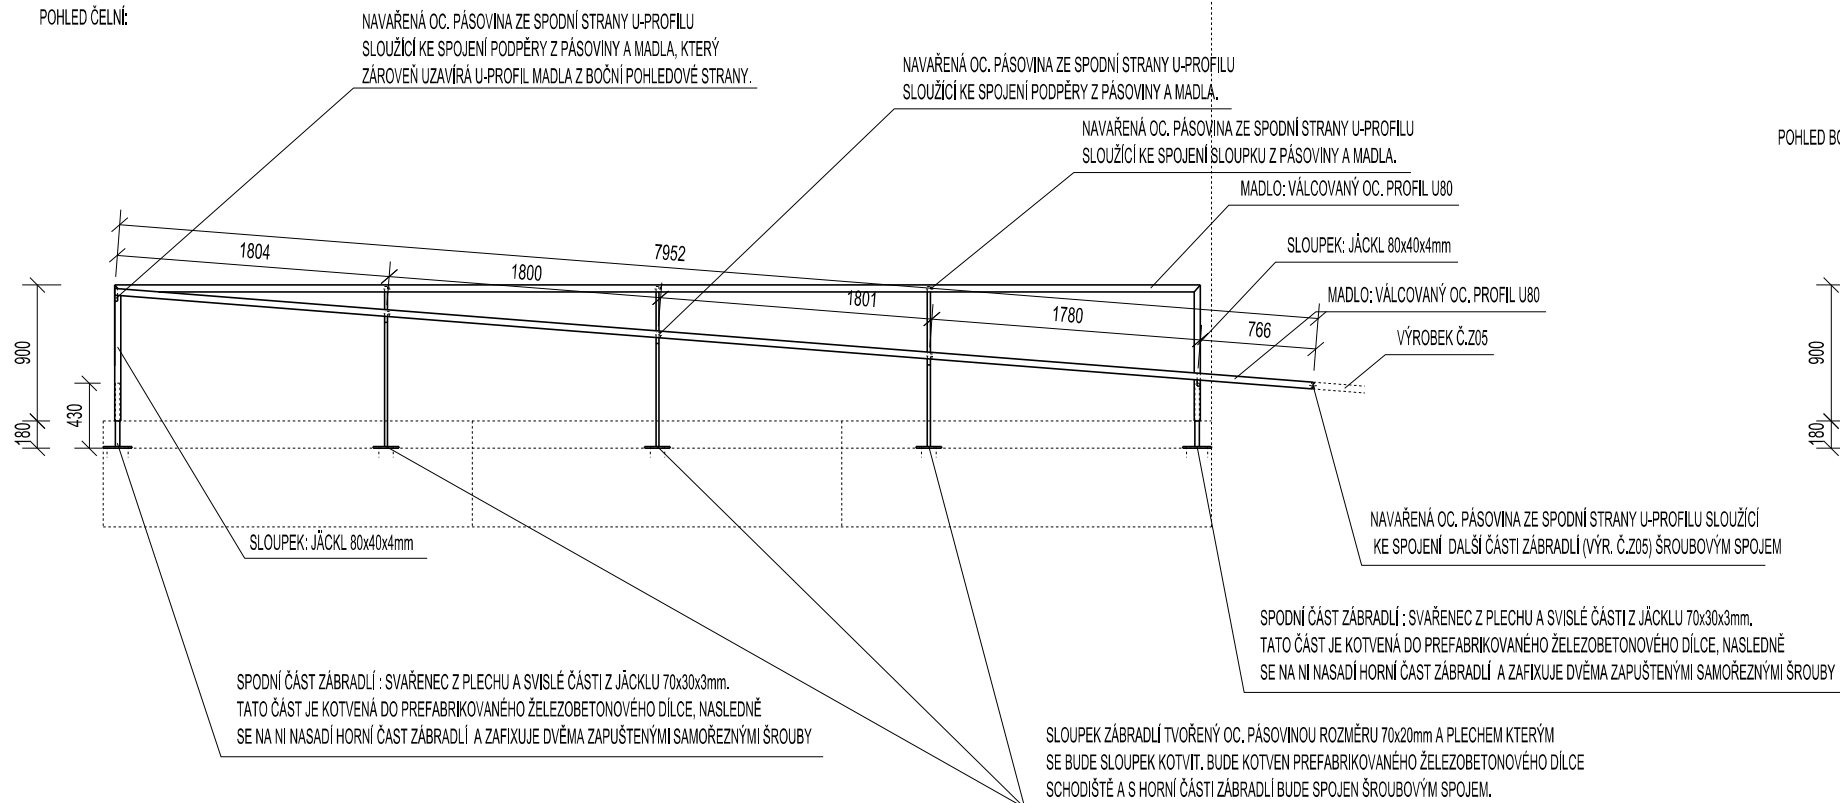 POHLED ČELNÍ:
NAVAŘENÁ OC. PÁSOVINA ZE SPODNÍ STRANY U-PROFILU
SLOUŽÍCÍ KE SPOJENÍ PODPĚRY Z PÁSOVINY A MADLA, KTERÝ
ZÁROVEŇ UZAVÍRÁ U-PROFIL MADLA Z BOČNÍ POHLEDOVÉ STRANY.
NAVAŘENÁ OC. PÁSOVINA ZE SPODNÍ STRANY U-PROFILU
SLOUŽÍCÍ KE SPOJENÍ PODPĚRY Z PÁSOVINY A MADLA.
NAVAŘENÁ OC. PÁSOVINA ZE SPODNÍ STRANY U-PROFILU
SLOUŽÍCÍ KE SPOJENÍ SLOUPKU Z PÁSOVINY A MADLA.
POHLED BO
MADLO: VÁLCOVANÝ OC. PROFIL U80
SLOUPEK: JÄCKL 80x40x4mm
MADLO: VÁLCOVANÝ OC. PROFIL U80
VÝROBEK Č.Z05
1804
7952
1800
1801
1780
766
900
430
180
900
180
SLOUPEK: JÄCKL 80x40x4mm
NAVAŘENÁ OC. PÁSOVINA ZE SPODNÍ STRANY U-PROFILU SLOUŽÍCÍ
KE SPOJENÍ DALŠÍ ČÁSTI ZÁBRADLÍ (VÝR. Č.Z05) ŠROUBOVÝM SPOJEM
SPODNÍ ČÁST ZÁBRADLÍ : SVAŘENEC Z PLECHU A SVISLÉ ČÁSTI Z JÄCKLU 70x30x3mm.
TATO ČÁST JE KOTVENÁ DO PREFABRIKOVANÉHO ŽELEZOBETONOVÉHO DÍLCE, NASLEDNĚ
SE NA NI NASADÍ HORNÍ ČAST ZÁBRADLÍ A ZAFIXUJE DVĚMA ZAPUŠTENÝMI SAMOŘEZNÝMI ŠROUBY
SPODNÍ ČÁST ZÁBRADLÍ : SVAŘENEC Z PLECHU A SVISLÉ ČÁSTI Z JÄCKLU 70x30x3mm.
TATO ČÁST JE KOTVENÁ DO PREFABRIKOVANÉHO ŽELEZOBETONOVÉHO DÍLCE, NASLEDNĚ
SE NA NI NASADÍ HORNÍ ČAST ZÁBRADLÍ A ZAFIXUJE DVĚMA ZAPUŠTENÝMI SAMOŘEZNÝMI ŠROUBY
SLOUPEK ZÁBRADLÍ TVOŘENÝ OC. PÁSOVINOU ROZMĚRU 70x20mm A PLECHEM KTERÝM
SE BUDE SLOUPEK KOTVIT. BUDE KOTVEN PREFABRIKOVANÉHO ŽELEZOBETONOVÉHO DÍLCE
SCHODIŠTĚ A S HORNÍ ČÁSTI ZÁBRADLÍ BUDE SPOJEN ŠROUBOVÝM SPOJEM.